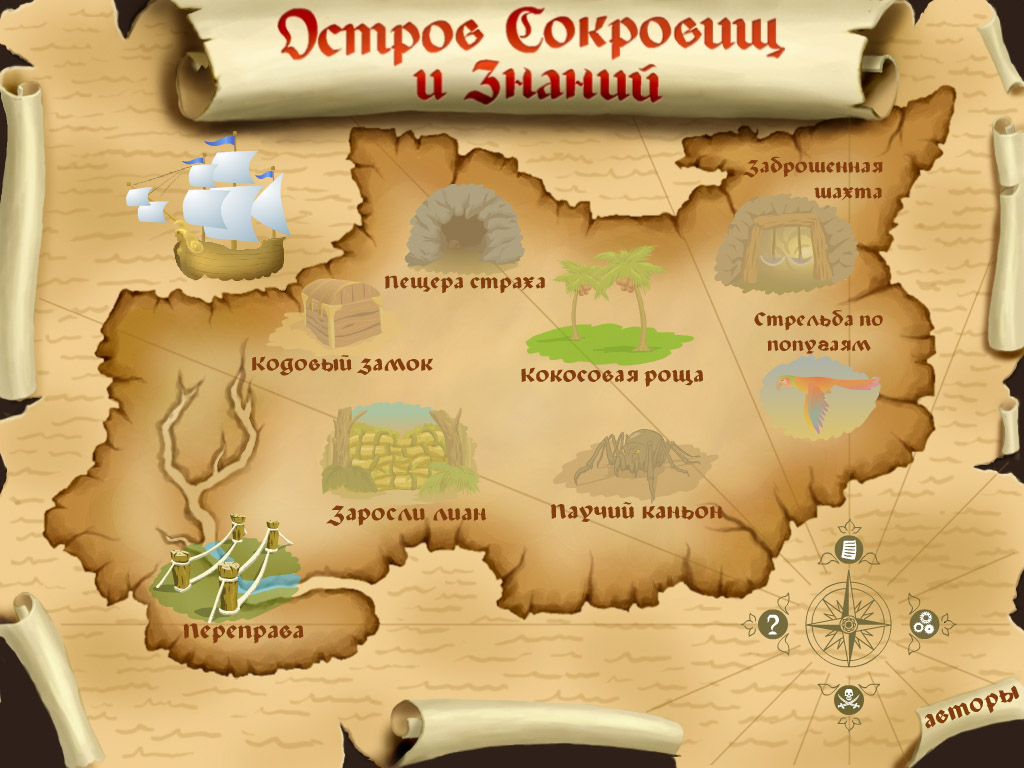 Остров Сокровищ
и Знаний
Заброшенная
шахта
Пещера страха
Стрельба по
попугаям
Кодовый замок
Кокосовая роща
Заросли лиан
Паучий каньон
?
Переправа
авторы